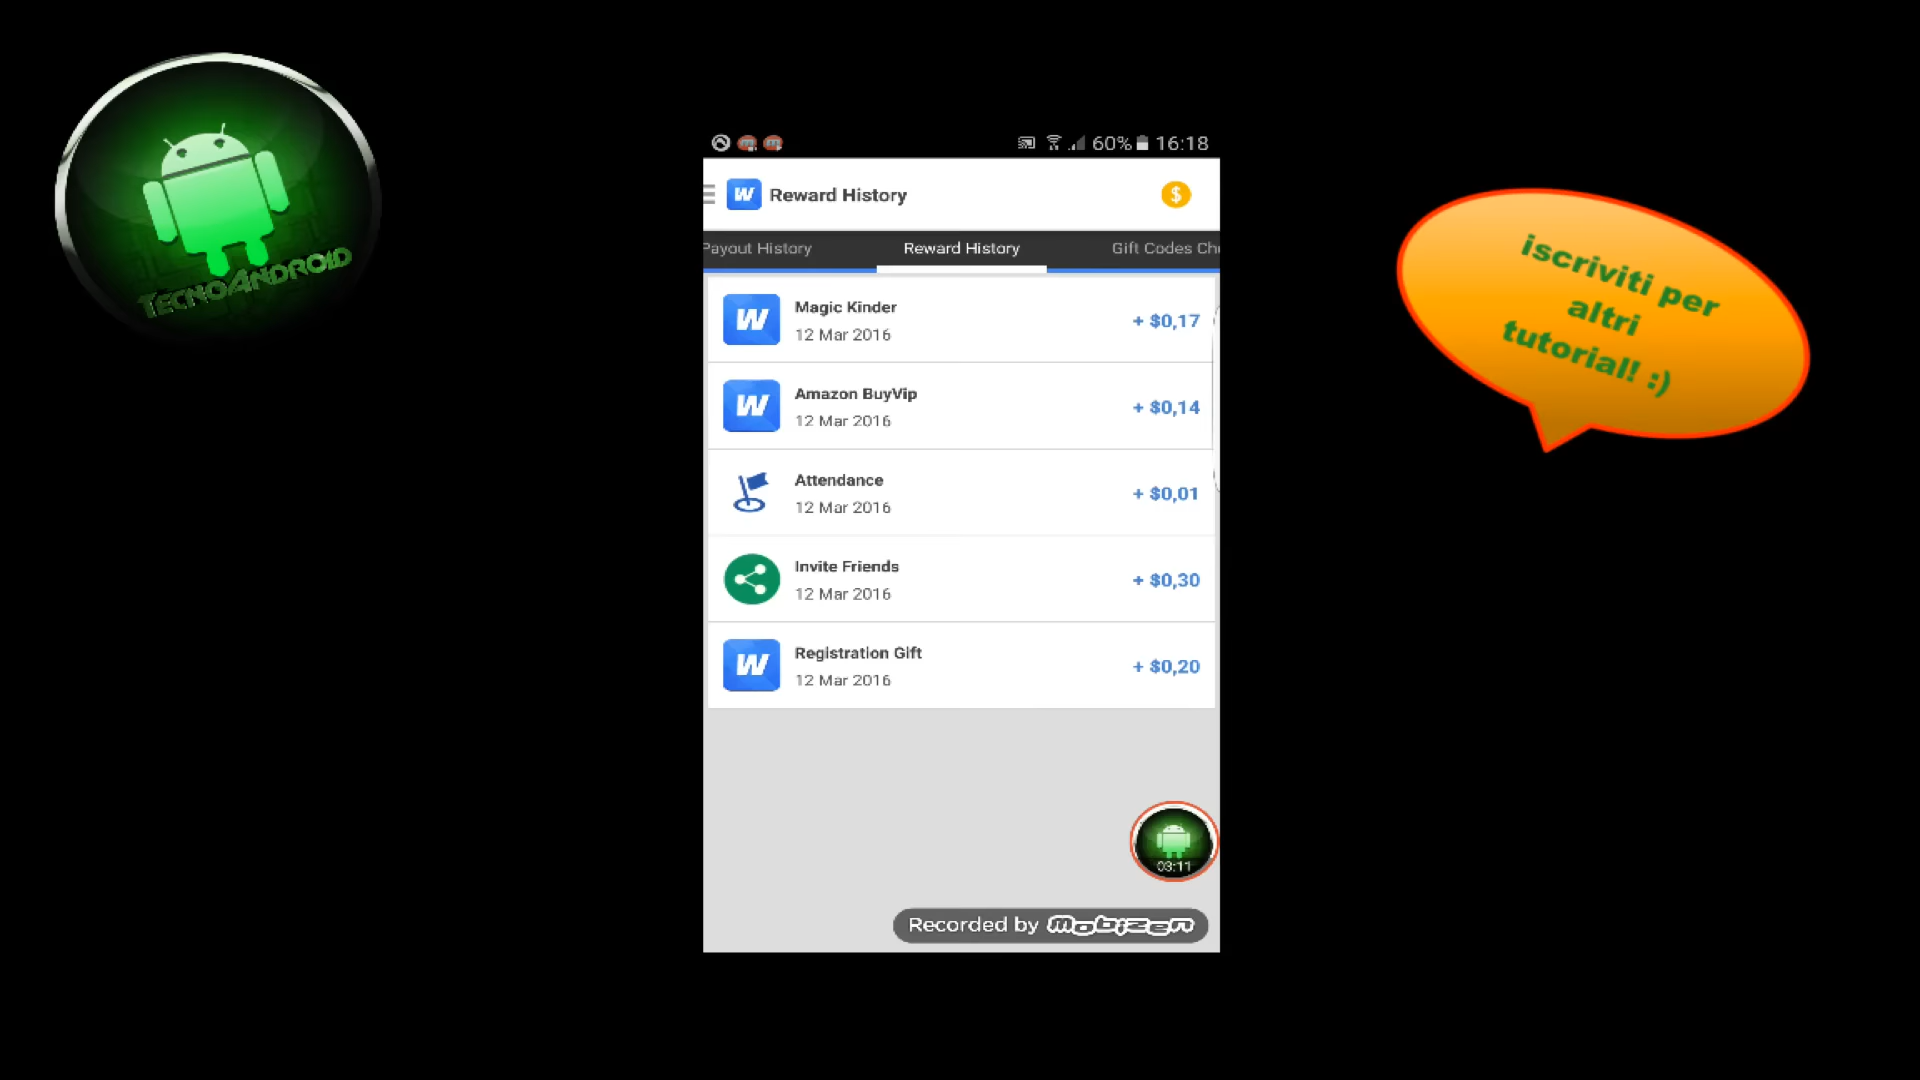 TECNOANDROID
60% 16:18
Reward History
Payout History Reward History Gift Codes Ch
Magic Kinder
12 Mar 2016
+ $0,17
Amazon BuyVip
12 Mar 2016
+ $0,14
Attendance
12 Mar 2016
+ $0,01
Invite Friends
12 Mar 2016
+ $0,30
Registration Gift
12 Mar 2016
+ $0,20
03:11
Recorded by mobizen
iscriviti per
altri
tutorial! :)